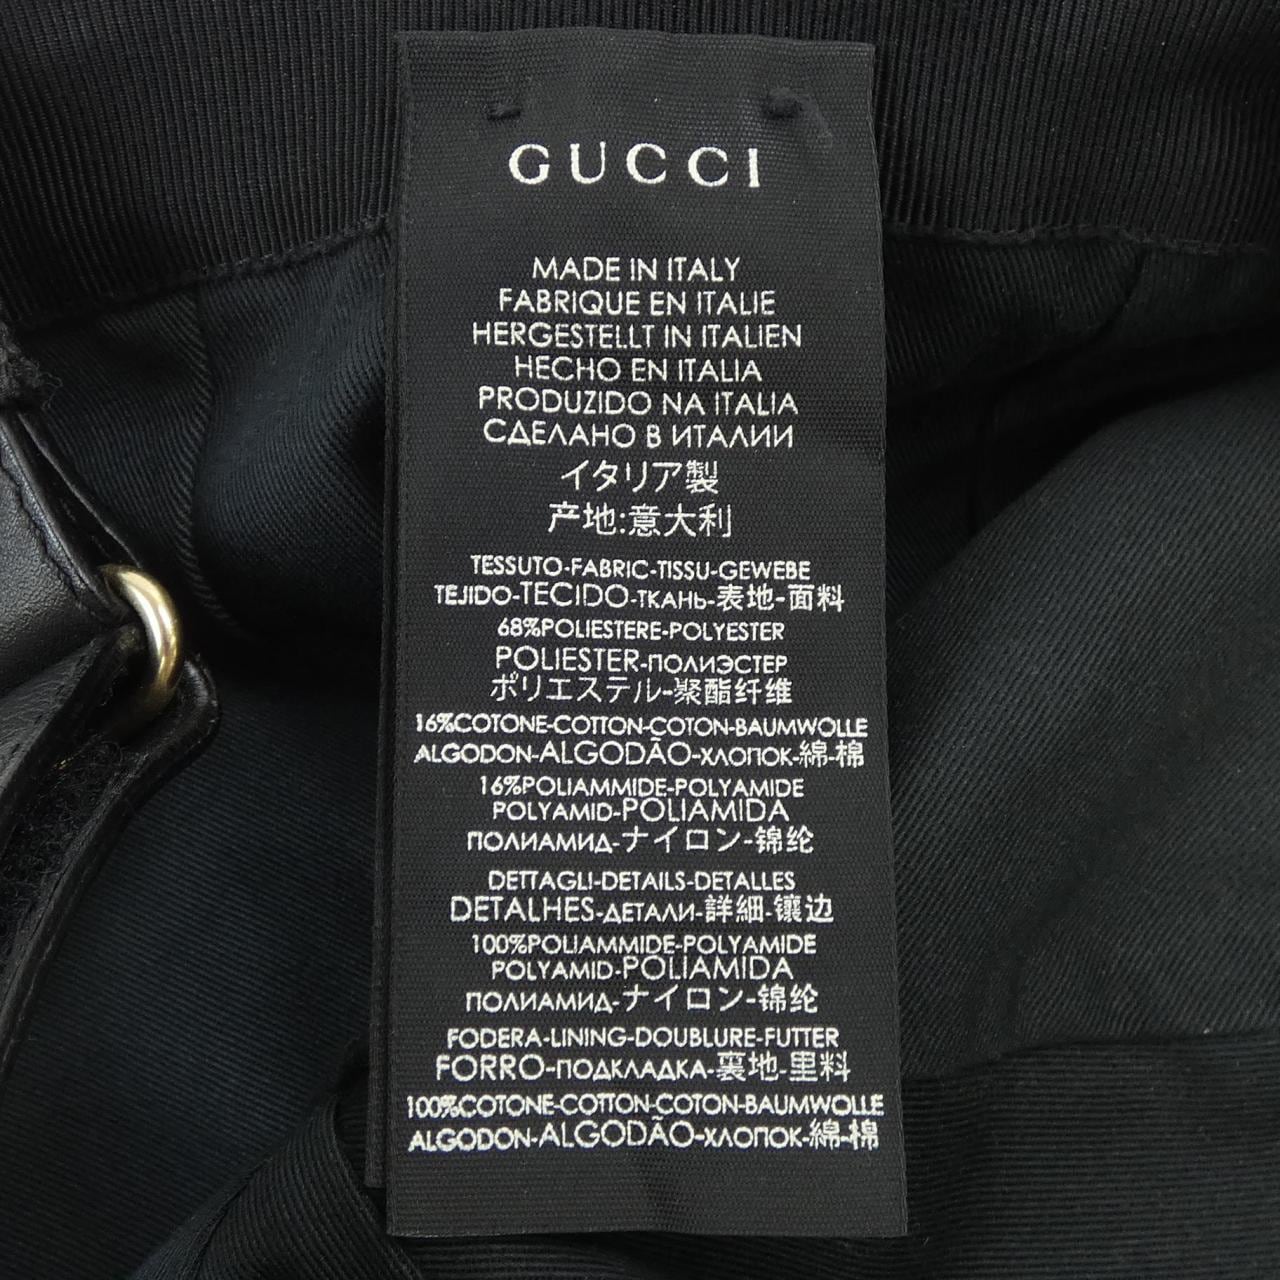 GUCCI
MADE IN ITALY
FABRIQUE EN ITALIE
HERGESTELLT IN ITALIEN
HECHO EN ITALIA
PRODUZIDO NA ITALIA
СДЕЛАНО В ИТАЛИИ
イタリア製
产地:意大利
TESSUTO-FABRIC-TISSU-GEWEBE
TEJIDO-TECIDO-ТКАНЬ-表地-面料
68%POLIESTERE-POLYESTER
POLIESTER-ПОЛИЭСТЕР
ポリエステル-聚酯纤维
16%COTONE-COTTON-COTON-BAUMWOLLE
ALGODON-ALGODÃO-ХЛОПОК-綿-棉
16%POLIAMMIDE-POLYAMIDE
POLYAMID-POLIAMIDA
ПОЛИАМИД-ナイロン-锦纶
DETTAGLI-DETAILS-DETALLES
DETALHES-ДЕТАЛИ-詳細-镶边
100%POLIAMMIDE-POLYAMIDE
POLYAMID-POLIAMIDA
ПОЛИАМИД-ナイロン-锦纶
FODERA-LINING-DOUBLURE-FUTTER
FORRO-ПОДКЛАДКА-裏地-里料
100%COTONE-COTTON-COTON-BAUMWOLLE
ALGODON-ALGODÃO-ХЛОПОК-綿-棉